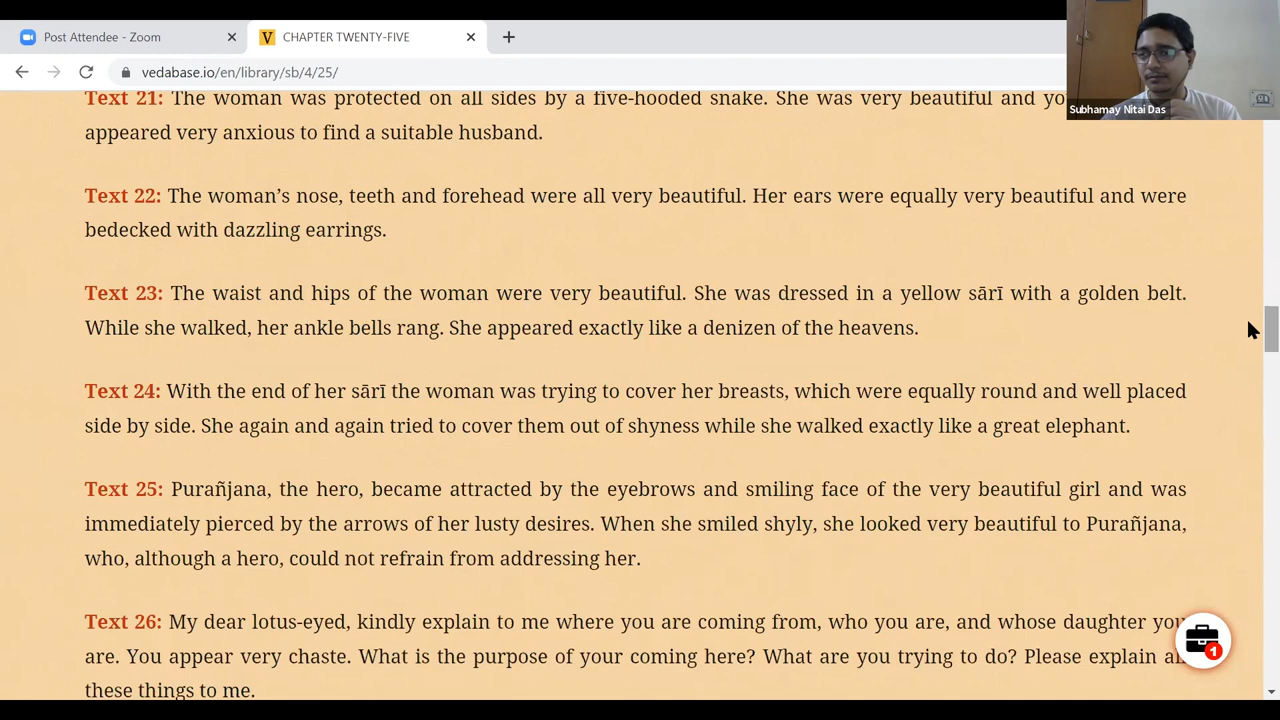 Post Attendee - Zoom
CHAPTER TWENTY-FIVE
vedabase.io/en/library/sb/4/25/
Subhamay Nitai Das
Text 21: The woman was protected on all sides by a five-hooded snake. She was very beautiful and
appeared very anxious to find a suitable husband.
Text 22: The woman’s nose, teeth and forehead were all very beautiful. Her ears were equally very beautiful and were
bedecked with dazzling earrings.
Text 23: The waist and hips of the woman were very beautiful. She was dressed in a yellow sārī with a golden belt.
While she walked, her ankle bells rang. She appeared exactly like a denizen of the heavens.
Text 24: With the end of her sārī the woman was trying to cover her breasts, which were equally round and well placed
side by side. She again and again tried to cover them out of shyness while she walked exactly like a great elephant.
Text 25: Purañjana, the hero, became attracted by the eyebrows and smiling face of the very beautiful girl and was
immediately pierced by the arrows of her lusty desires. When she smiled shyly, she looked very beautiful to Purañjana,
who, although a hero, could not refrain from addressing her.
Text 26: My dear lotus-eyed, kindly explain to me where you are coming from, who you are, and whose daughter you
are. You appear very chaste. What is the purpose of your coming here? What are you trying to do? Please explain all
these things to me.
1